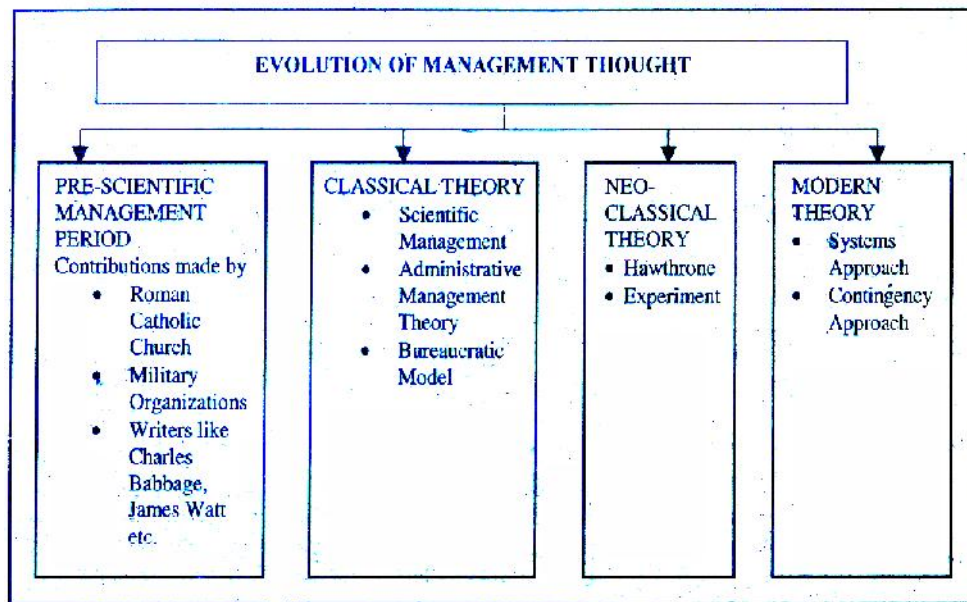 EVOLUTION OF MANAGEMENT THOUGHT
PRE-SCIENTIFIC
MANAGEMENT
PERIOD
Contributions made by
• Roman
Catholic
Church
• Military
Organizations
• Writers like
Charles
Babbage,
James Watt
etc.
CLASSICAL THEORY
• Scientific
Management
• Administrative
Management
Theory
• Bureaucratic
Model
NEO-
CLASSICAL
THEORY
• Hawthrone
• Experiment
MODERN
THEORY
• Systems
Approach
• Contingency
Approach